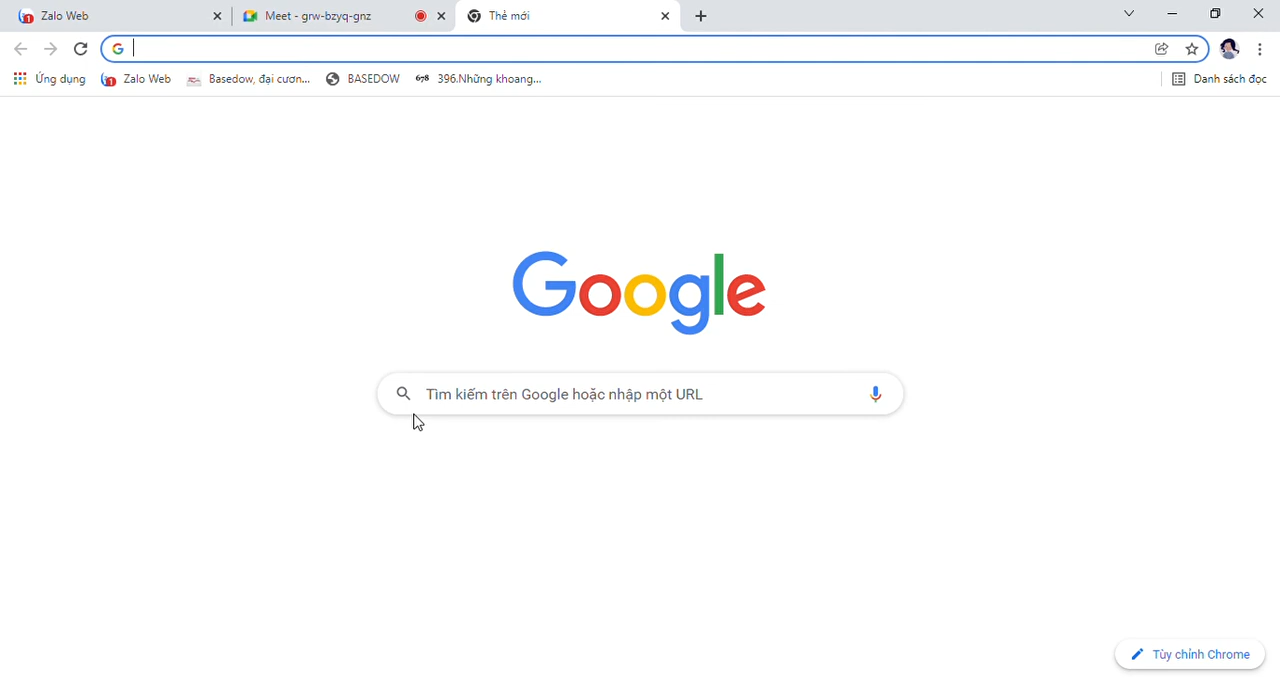 Zalo Web
Meet - grw-bzyq-gnz
Thẻ mới
Ứng dụng
Zalo Web
Basedow, đại cươn...
BASEDOW
678
396.Những khoang...
Danh sách đọc
Google
Tìm kiếm trên Google hoặc nhập một URL
Tùy chỉnh Chrome